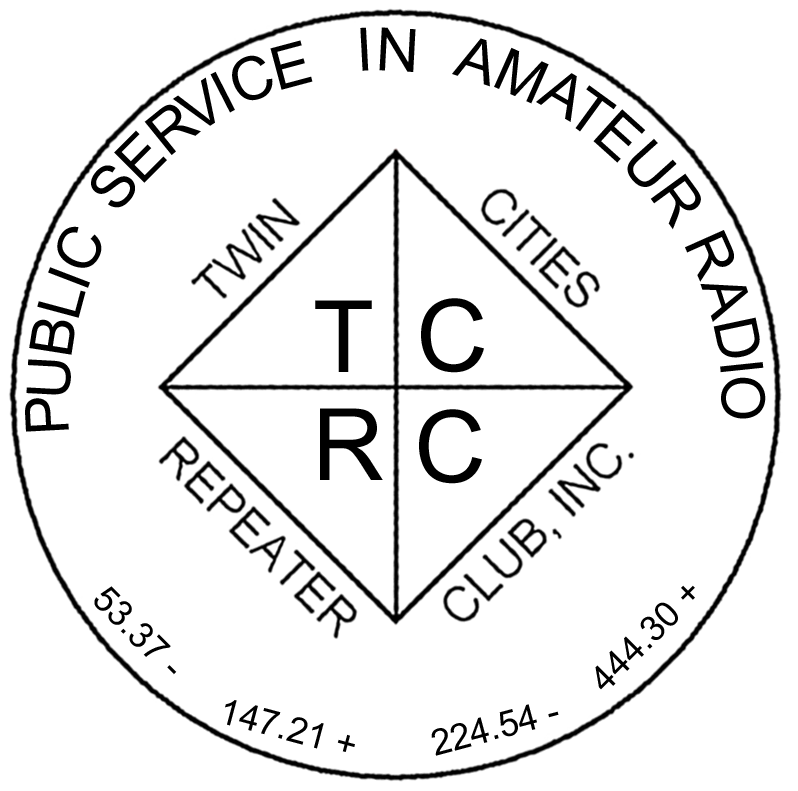 PUBLIC SERVICE IN AMATEUR RADIO
TWIN
CITIES
T C
R C
REPEATER
CLUB, INC.
53.37 -
147.21 +
224.54 -
444.30 +